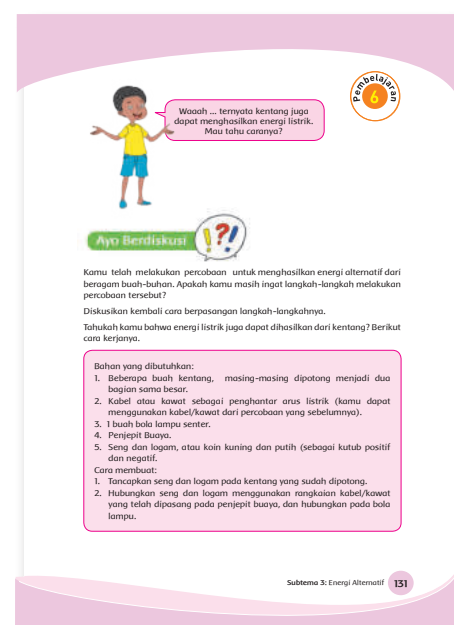 Pembelajaran
6
Waaah ... ternyata kentang juga
dapat menghasilkan energi listrik.
Mau tahu caranya?
Ayo Berdiskusi
Kamu telah melakukan percobaan untuk menghasilkan energi alternatif dari
beragam buah-buhan. Apakah kamu masih ingat langkah-langkah melakukan
percobaan tersebut?
Diskusikan kembali cara berpasangan langkah-langkahnya.
Tahukah kamu bahwa energi listrik juga dapat dihasilkan dari kentang? Berikut
cara kerjanya.
Bahan yang dibutuhkan:
1. Beberapa buah kentang, masing-masing dipotong menjadi dua
bagian sama besar.
2. Kabel atau kawat sebagai penghantar arus listrik (kamu dapat
menggunakan kabel/kawat dari percobaan yang sebelumnya).
3. 1 buah bola lampu senter.
4. Penjepit Buaya.
5. Seng dan logam, atau koin kuning dan putih (sebagai kutub positif
dan negatif.
Cara membuat:
1. Tancapkan seng dan logam pada kentang yang sudah dipotong.
2. Hubungkan seng dan logam menggunakan rangkaian kabel/kawat
yang telah dipasang pada penjepit buaya, dan hubungkan pada bola
lampu.
Subtema 3: Energi Alternatif 131